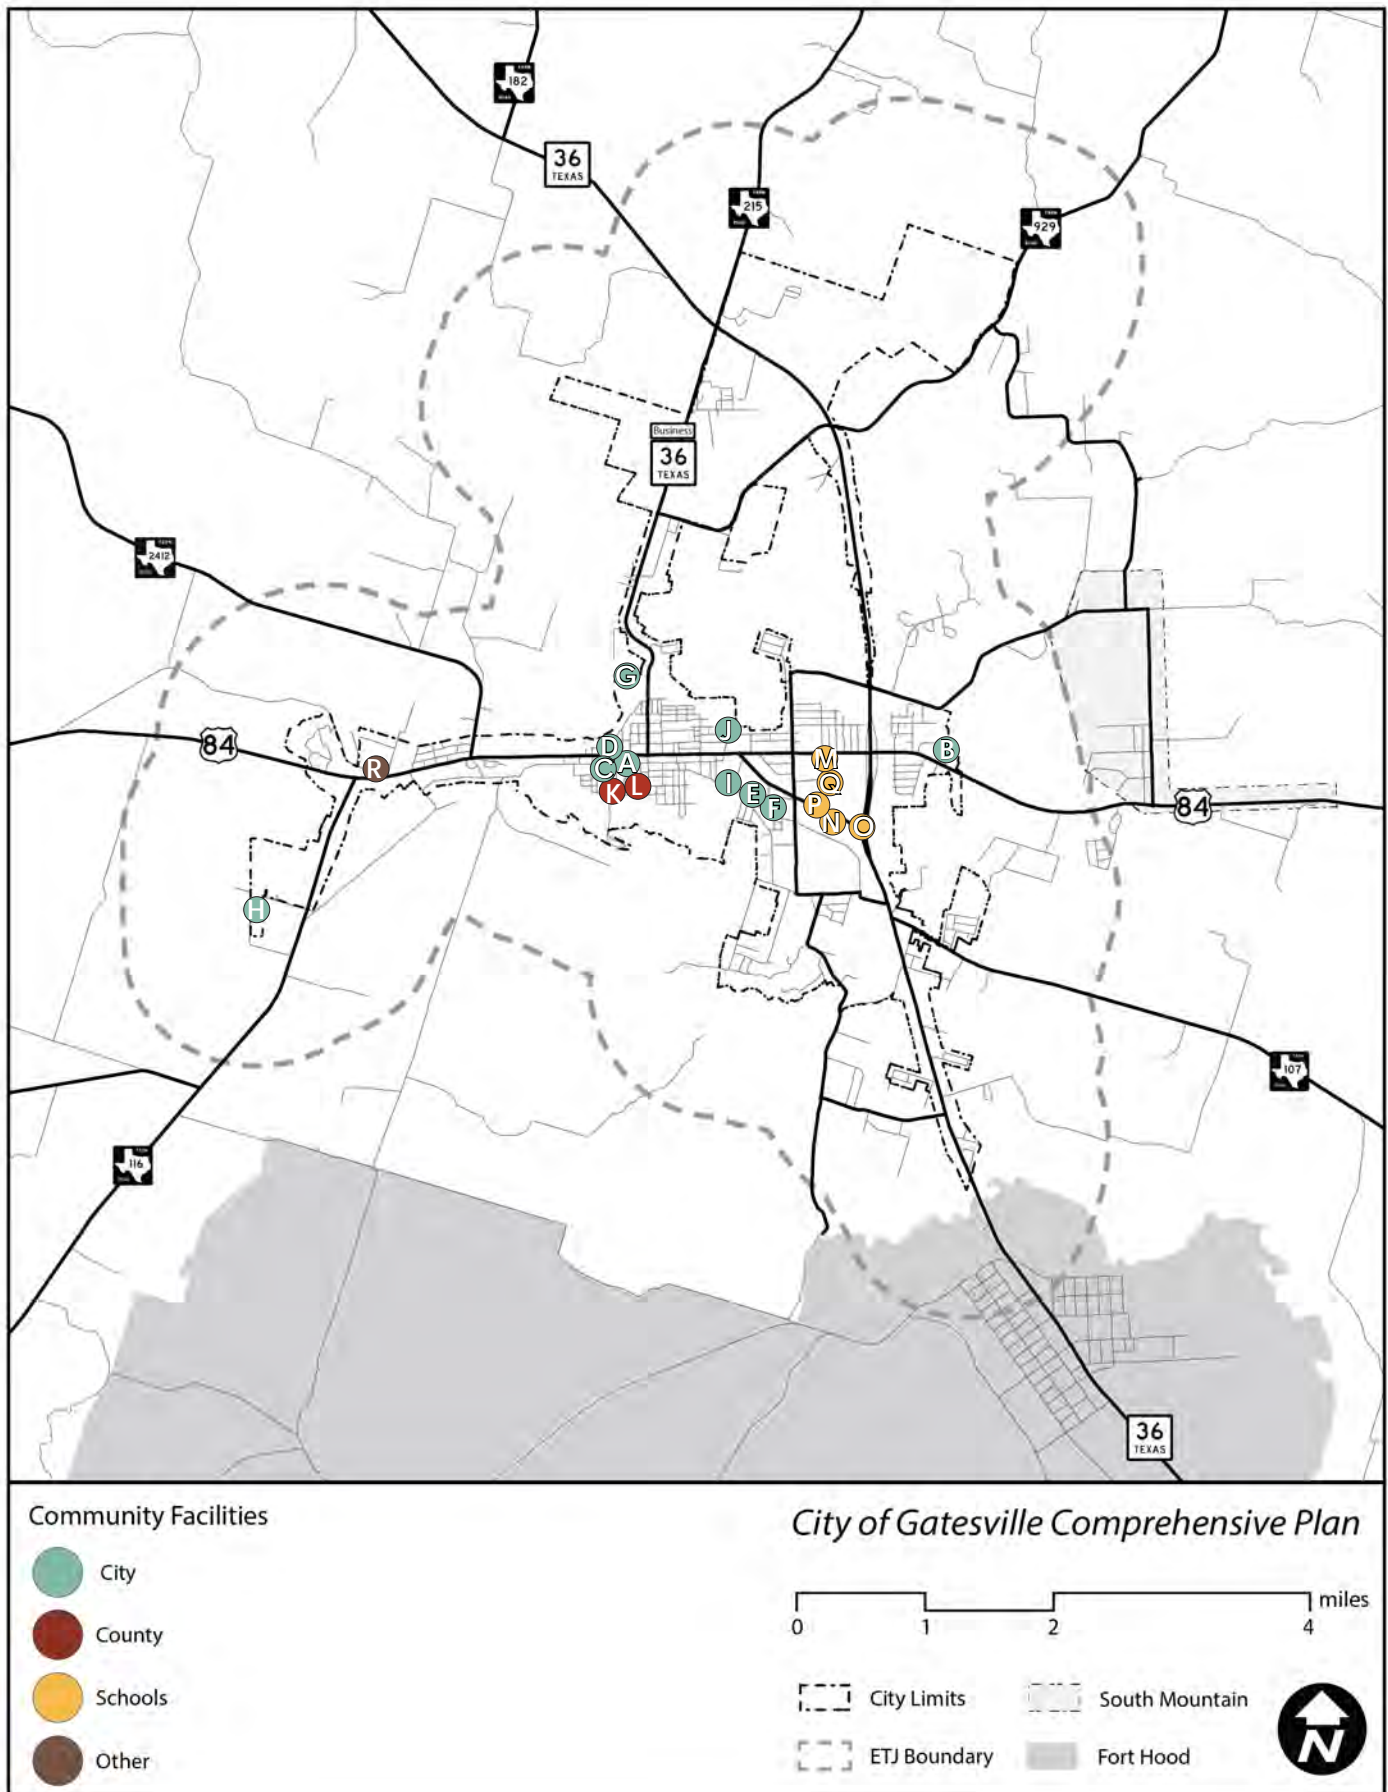 182
36
TEXAS
215
929
Business
36
TEXAS
2412
G
J
84
D
A
C
B
M
R
K
L
I
E
F
Q
P
N
O
84
H
107
116
36
TEXAS
Community Facilities
City
County
Schools
Other
City of Gatesville Comprehensive Plan
miles
0 1 2 4
City Limits
South Mountain
ETJ Boundary
Fort Hood
N